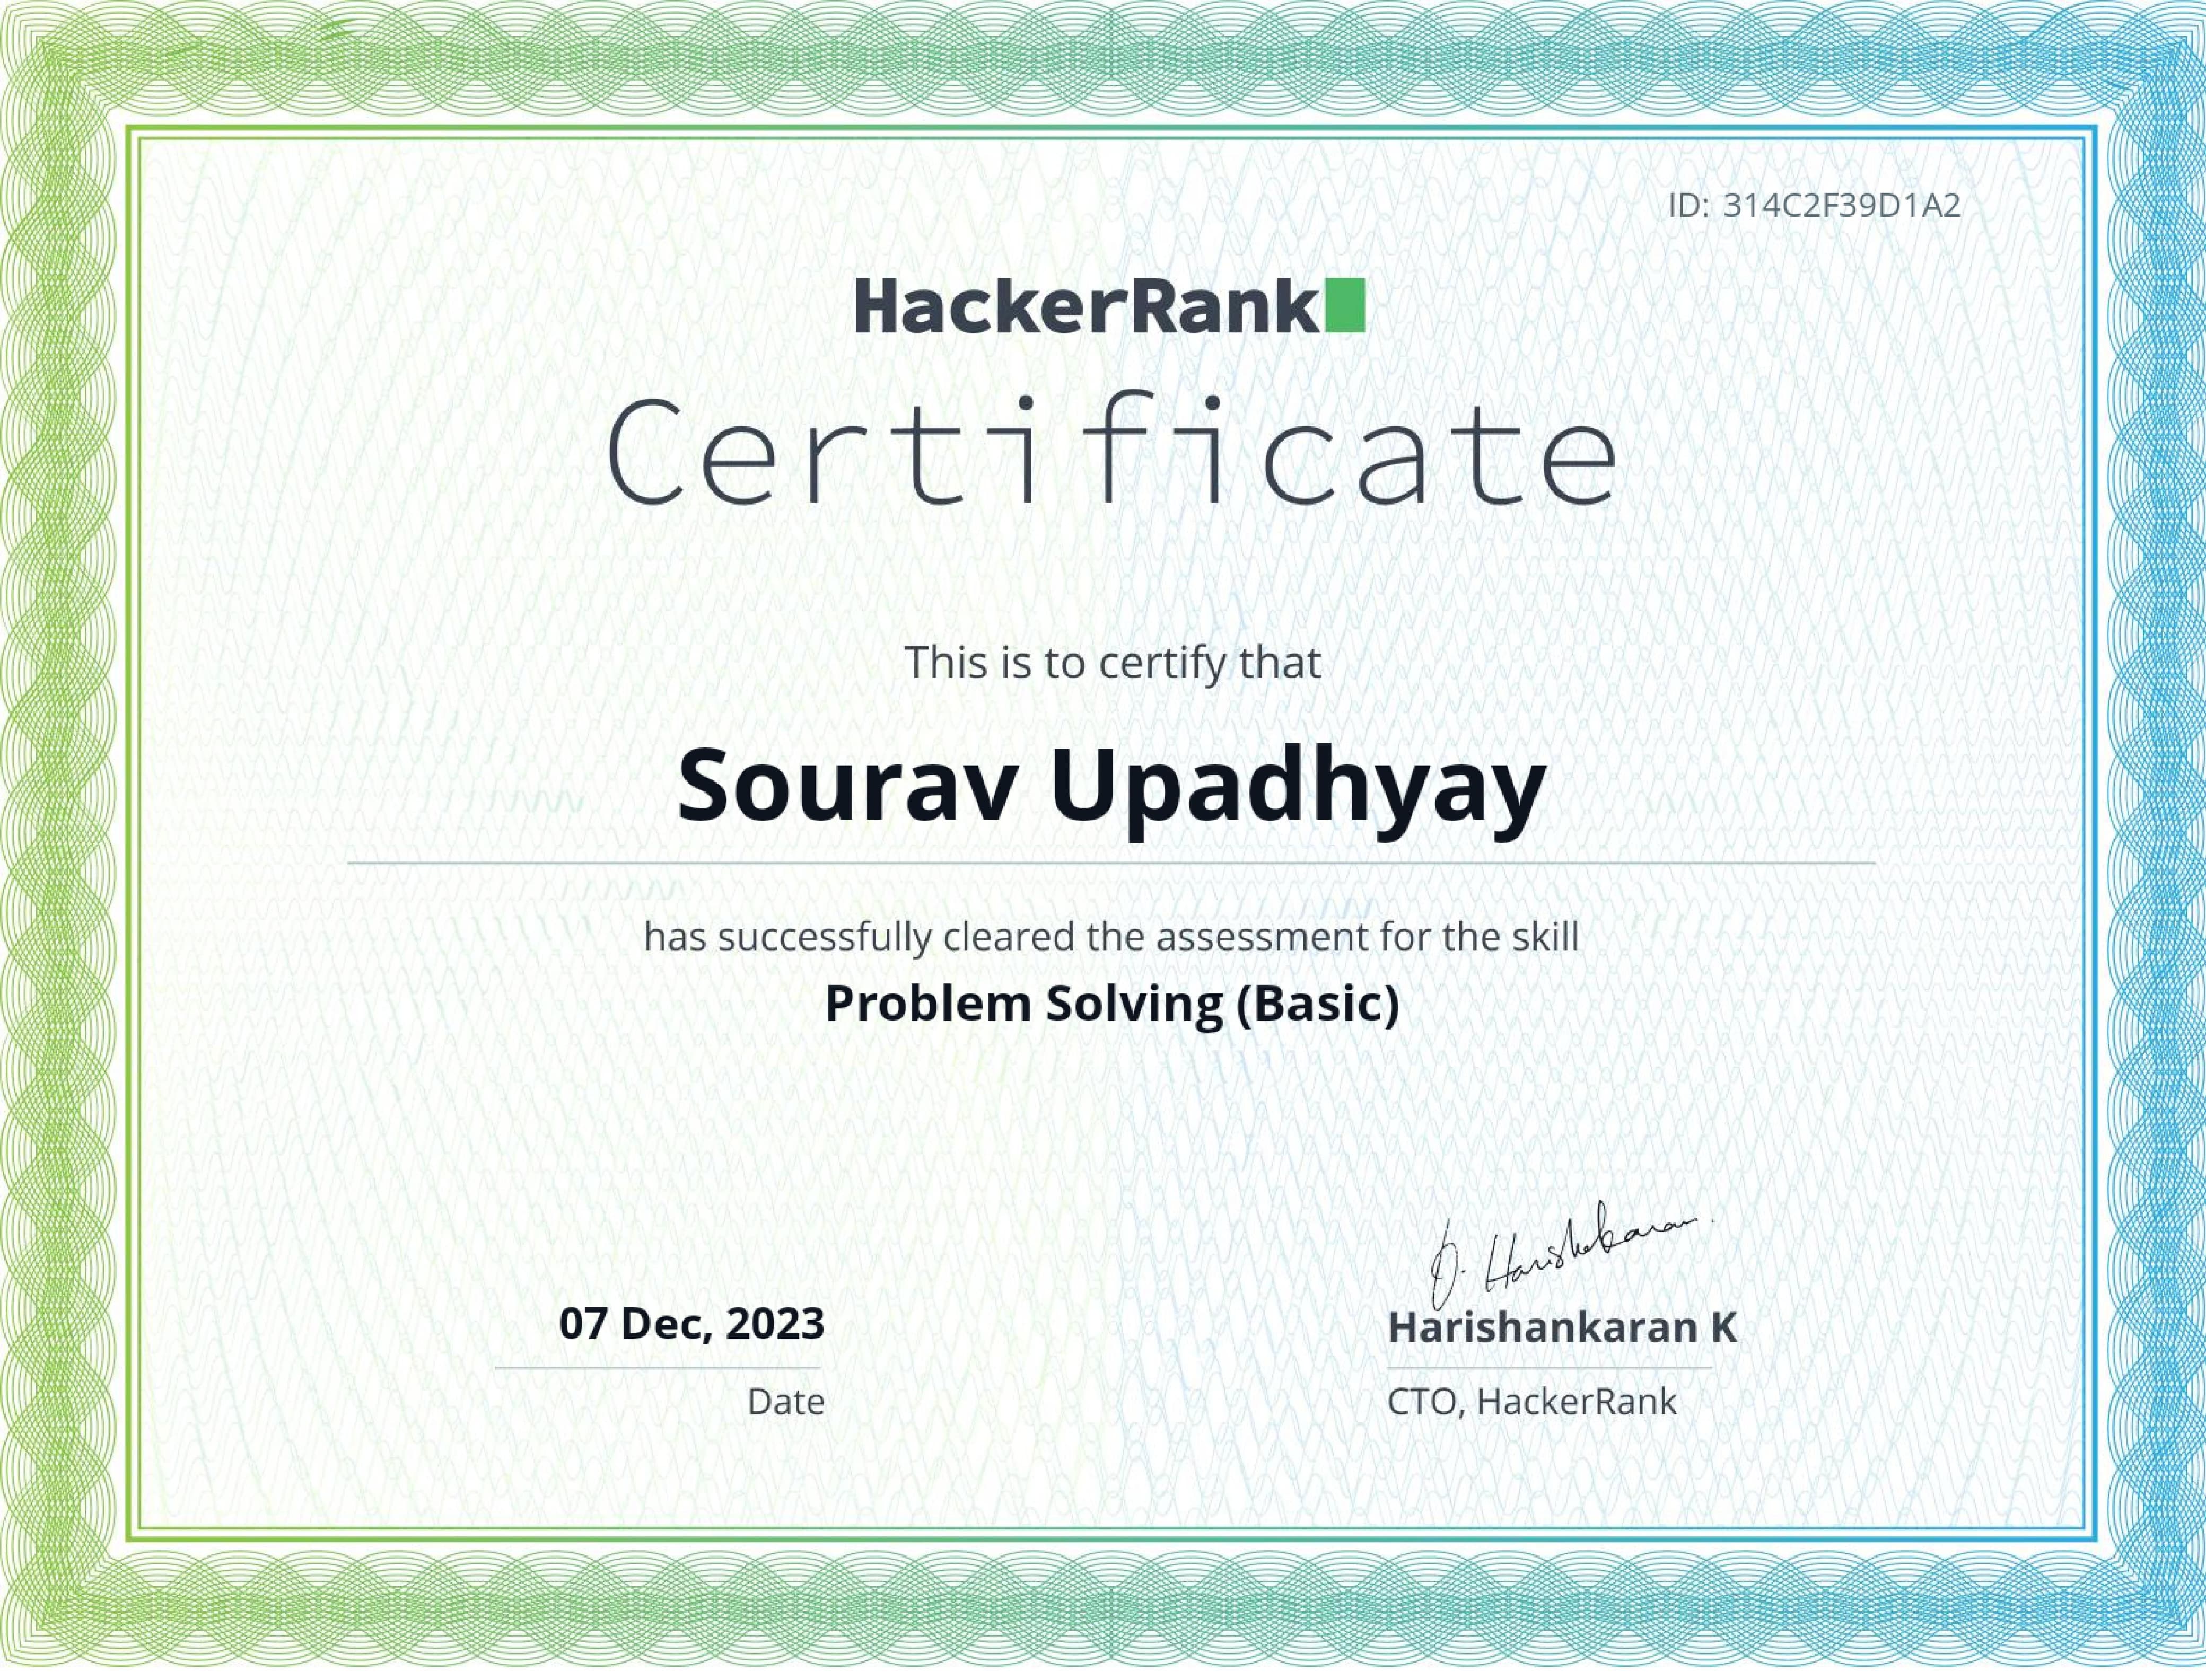 ID: 314C2F39D1A2
HackerRank
Certificate
This is to certify that
Sourav Upadhyay
has successfully cleared the assessment for the skill
Problem Solving (Basic)
D. Harishankaran.
07 Dec, 2023
Harishankaran K
Date
CTO, HackerRank